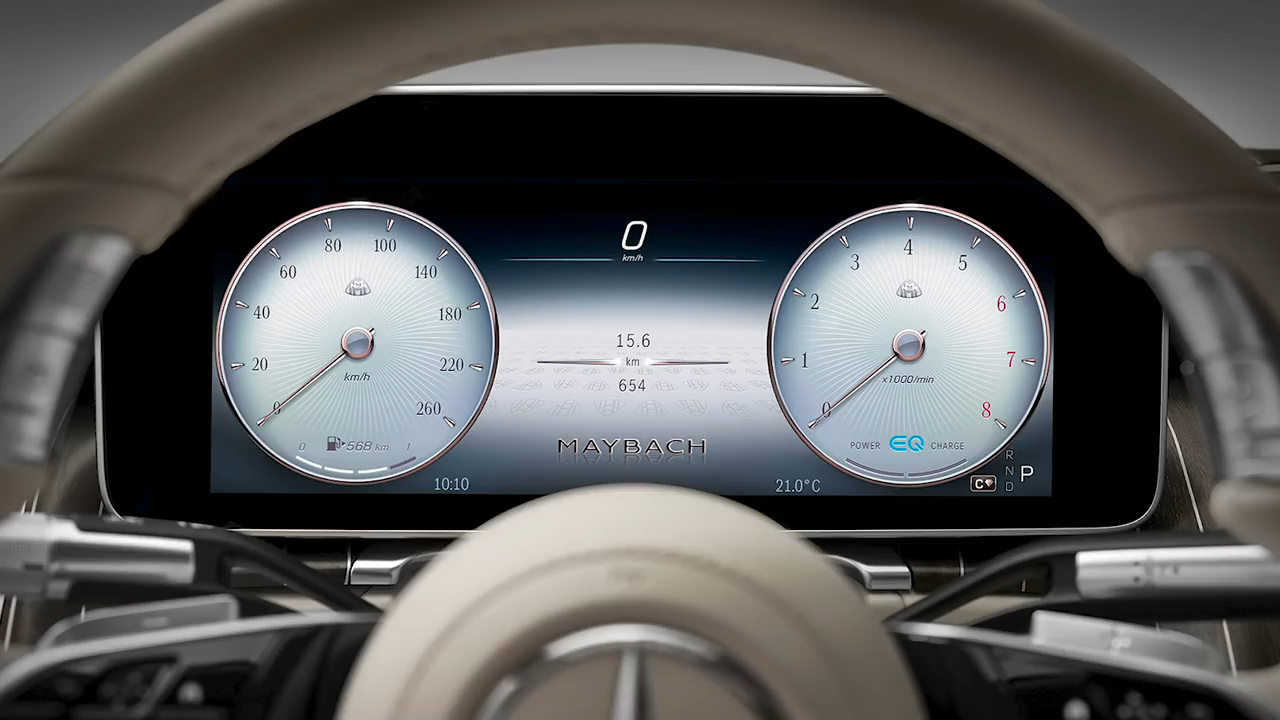 0
km/h
80 100
60 140
40 180
20 220
0 260
km/h
0 568 km 1
10:10
15.6
km
654
MAYBACH
4
3 5
2 6
1 7
0 8
x1000/min
POWER EQ CHARGE
21.0°C
C
R
N P
D